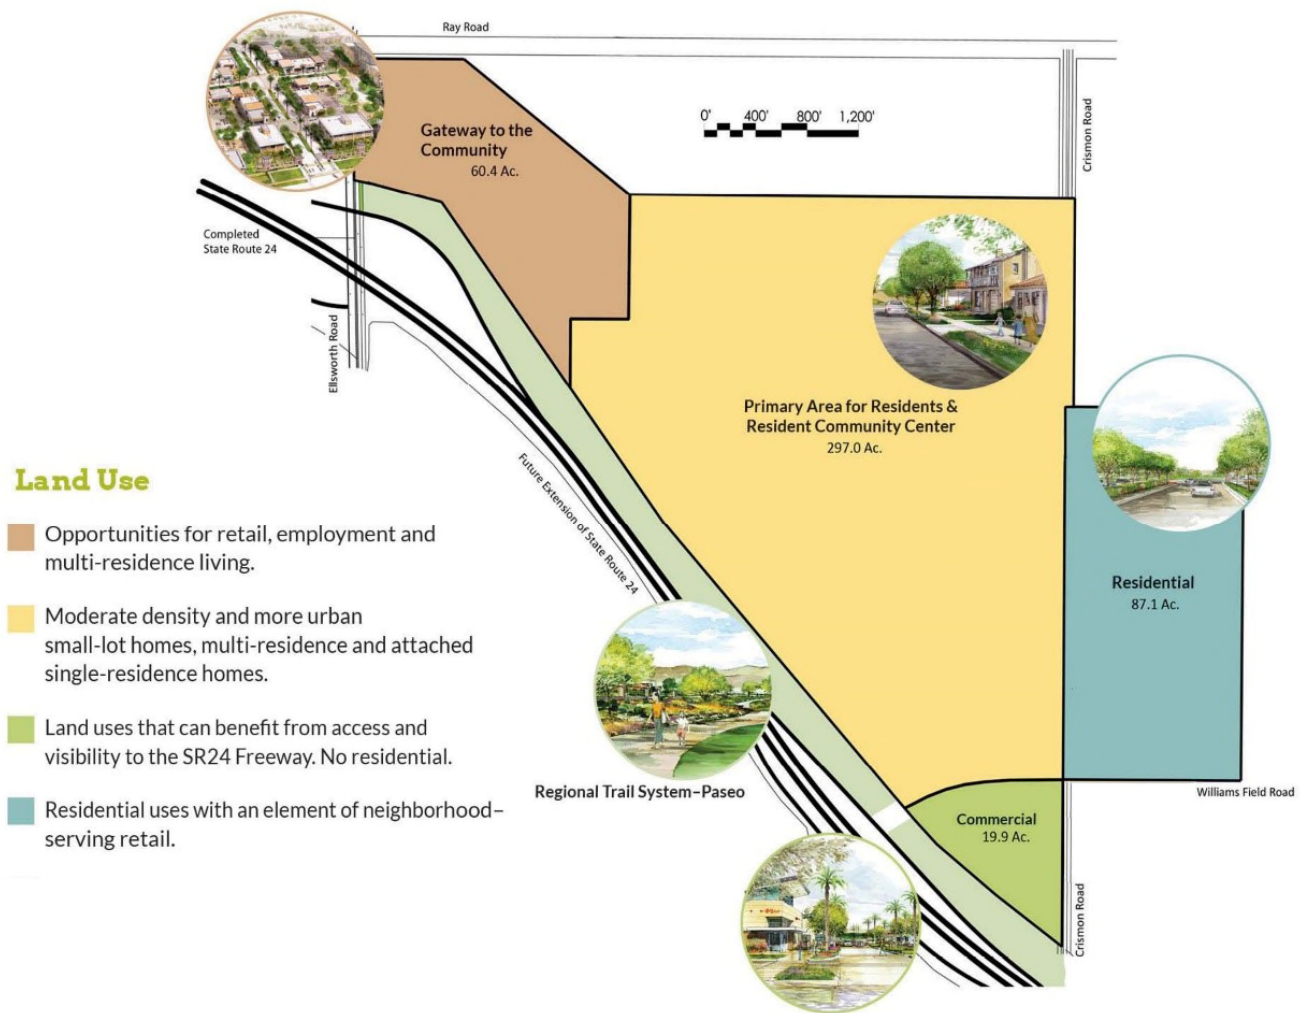 Ray Road
Gateway to the
Community
60.4 Ac.
0' 400' 800' 1,200'
Crismon Road
Completed
State Route 24
Ellsworth Road
Primary Area for Residents &
Resident Community Center
297.0 Ac.
Future Extension of State Route 24
Land Use
Opportunities for retail, employment and
multi-residence living.
Moderate density and more urban
small-lot homes, multi-residence and attached
single-residence homes.
Land uses that can benefit from access and
visibility to the SR24 Freeway. No residential.
Residential uses with an element of neighborhood–
serving retail.
Residential
87.1 Ac.
Regional Trail System–Paseo
Williams Field Road
Commercial
19.9 Ac.
Crismon Road